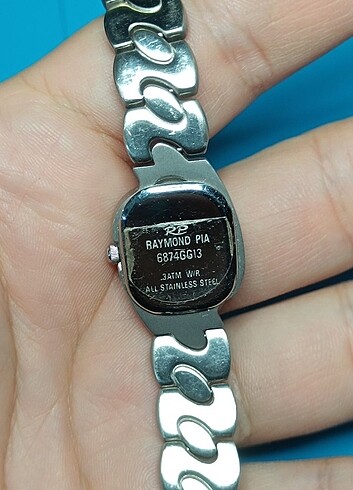 RP
RAYMOND PIA
6874GG13
.3ATM W/R
ALL STAINLESS STEEL